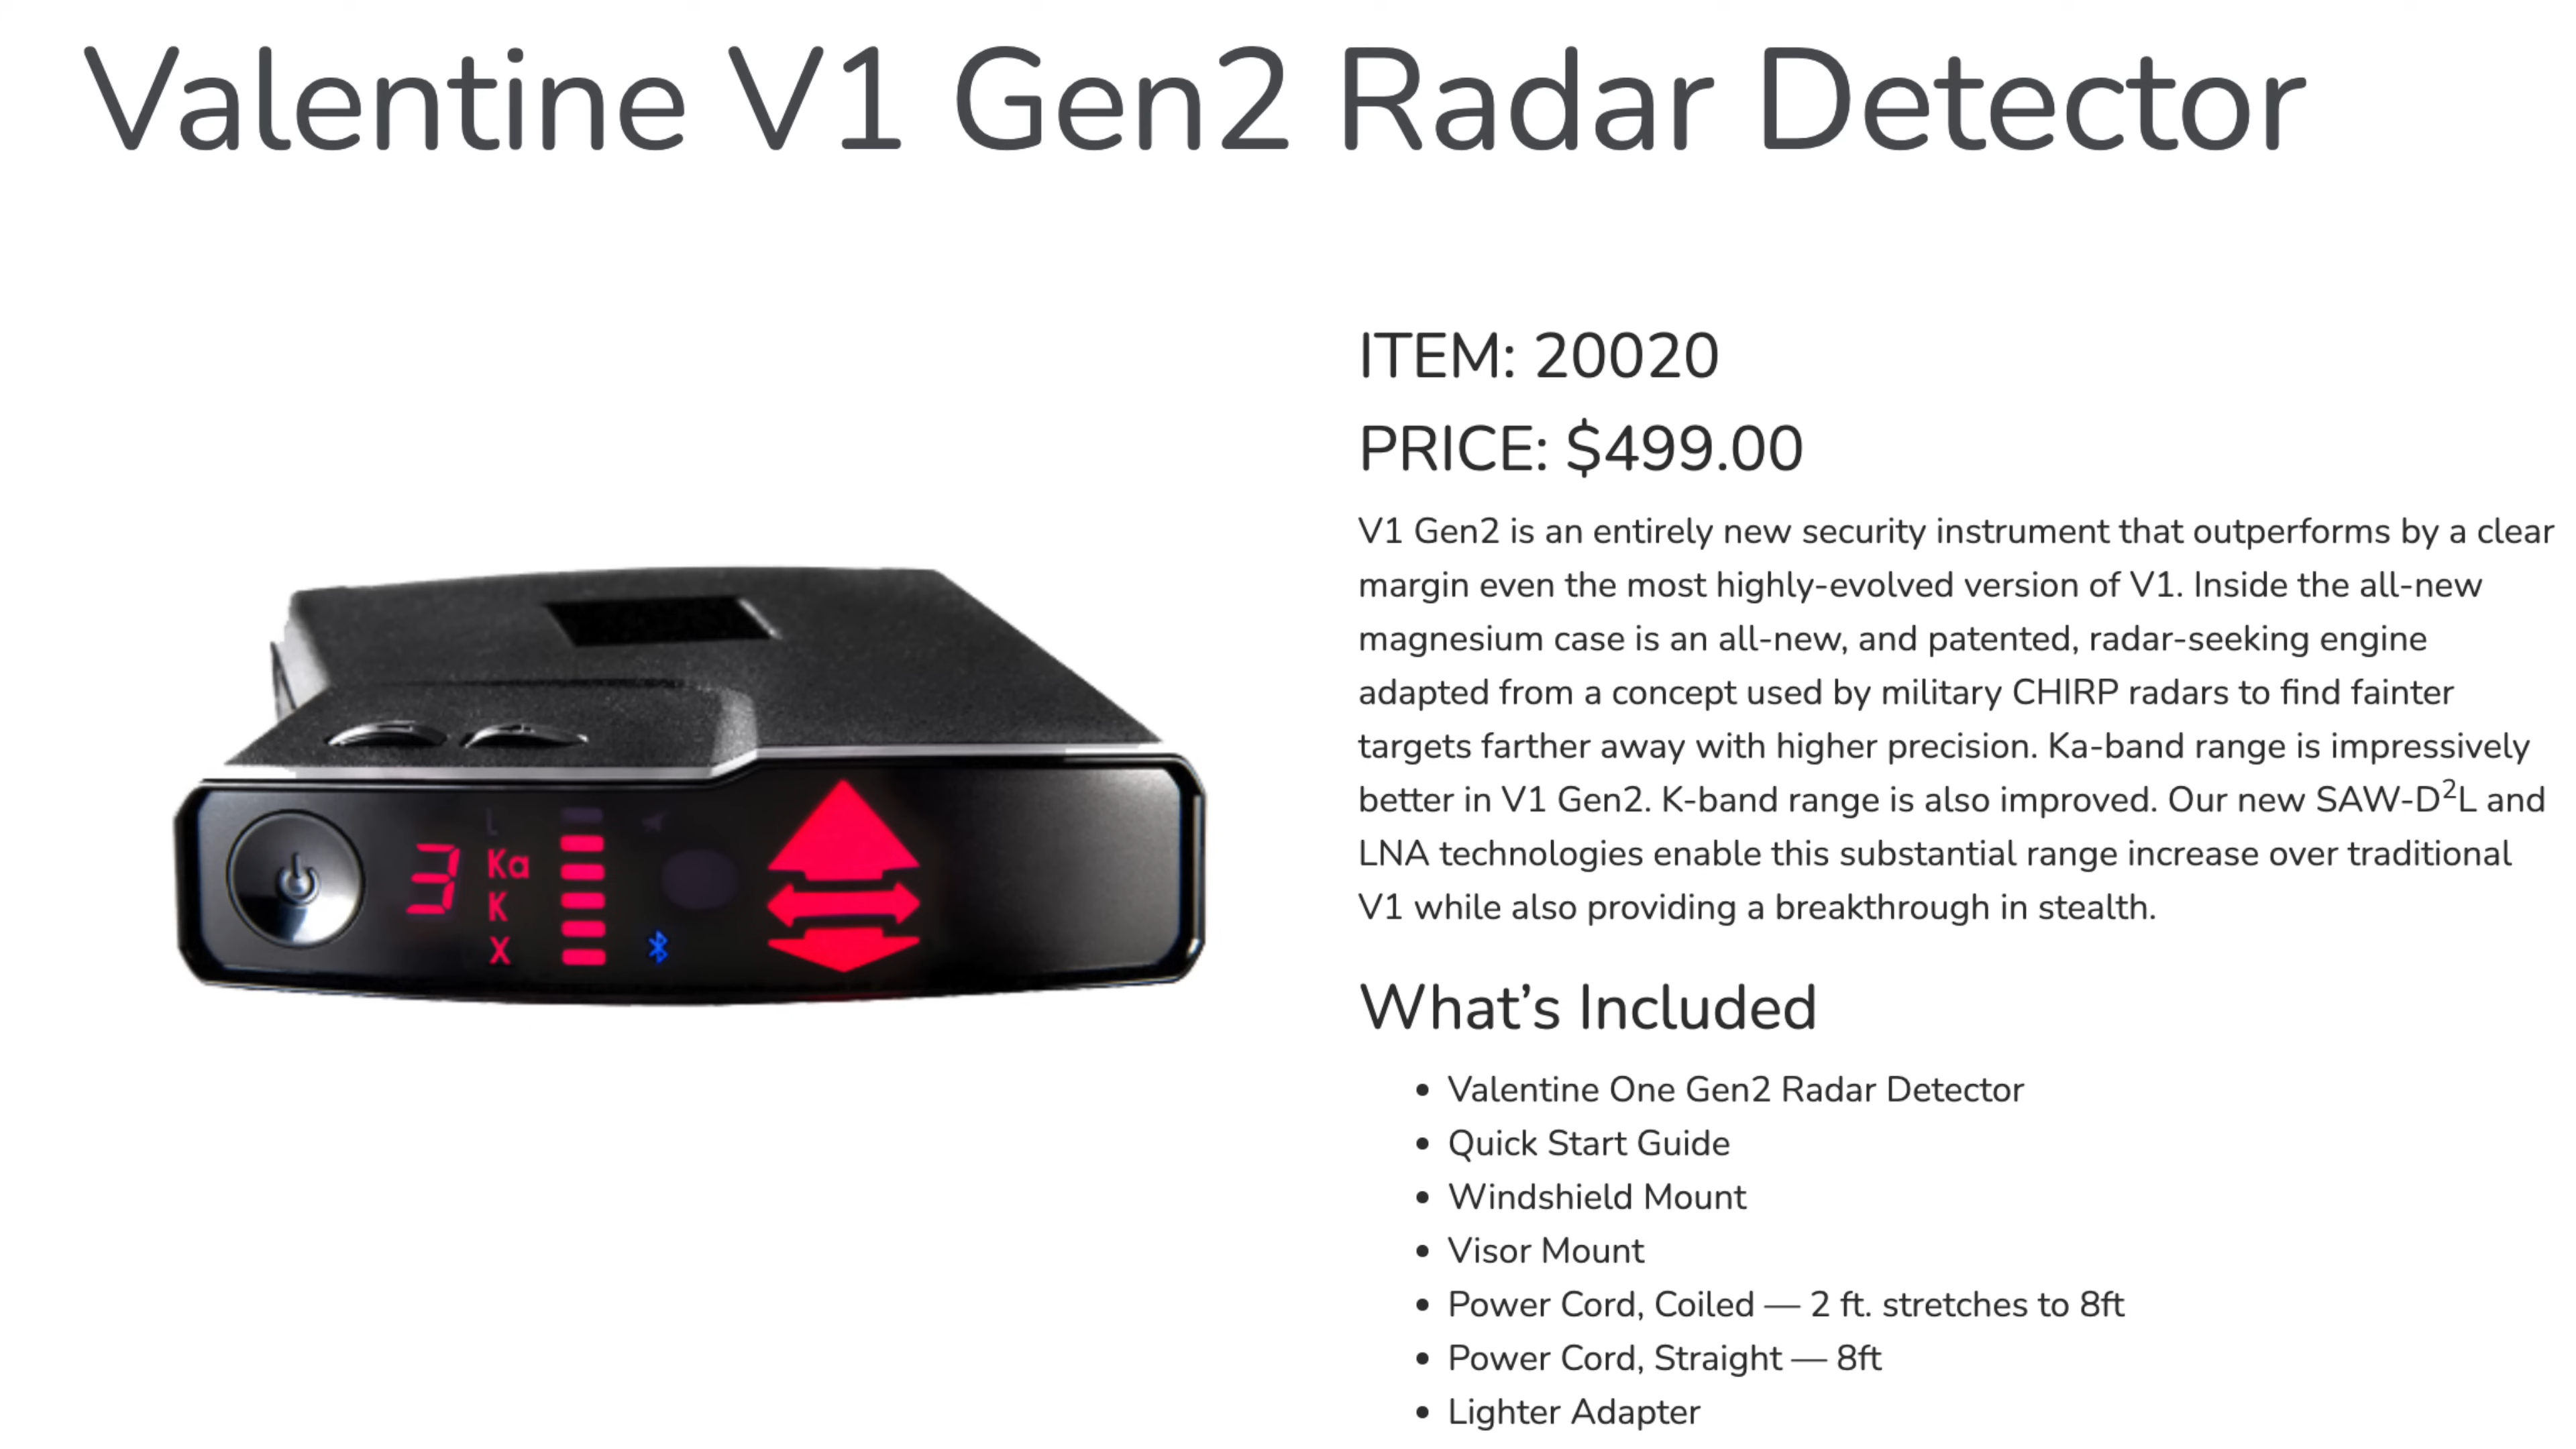 Valentine V1 Gen2 Radar Detector
ITEM: 20020
PRICE: $499.00
V1 Gen2 is an entirely new security instrument that outperforms by a clear
margin even the most highly-evolved version of V1. Inside the all-new
magnesium case is an all-new, and patented, radar-seeking engine
adapted from a concept used by military CHIRP radars to find fainter
targets farther away with higher precision. Ka-band range is impressively
better in V1 Gen2. K-band range is also improved. Our new SAW-D²L and
LNA technologies enable this substantial range increase over traditional
V1 while also providing a breakthrough in stealth.
What’s Included
• Valentine One Gen2 Radar Detector
• Quick Start Guide
• Windshield Mount
• Visor Mount
• Power Cord, Coiled — 2 ft. stretches to 8ft
• Power Cord, Straight — 8ft
• Lighter Adapter
L
3 Ka
K
X